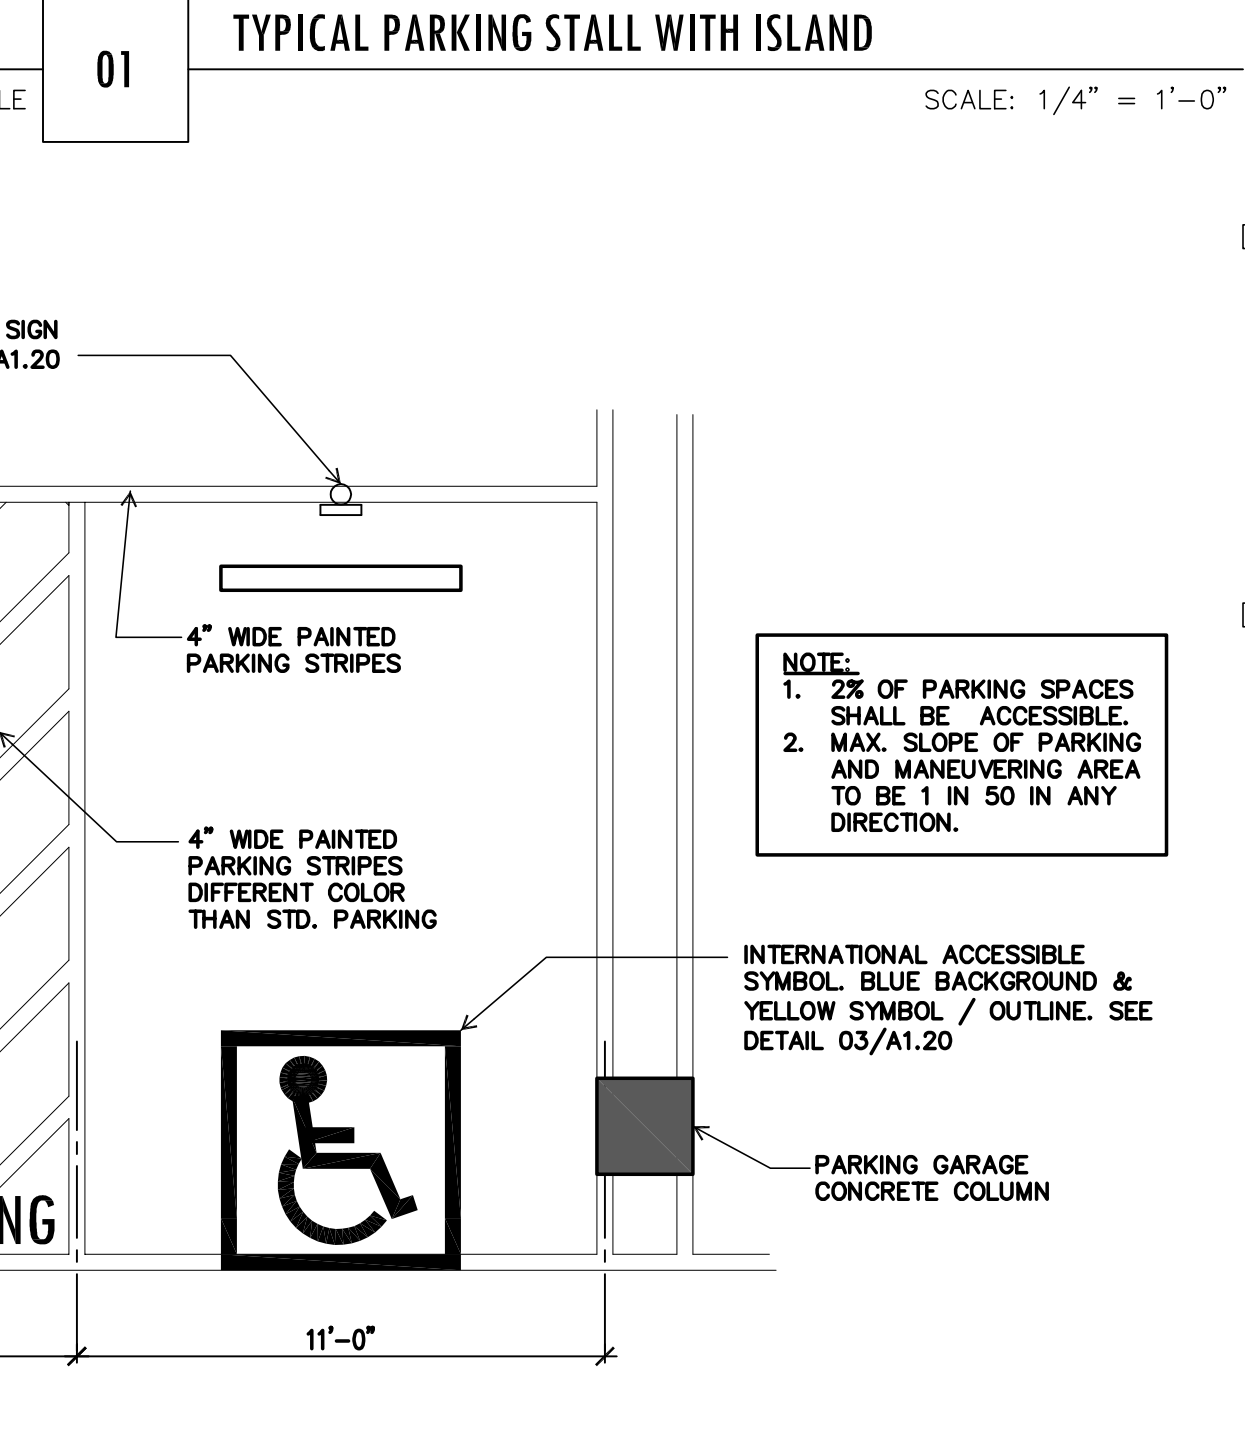 TYPICAL PARKING STALL WITH ISLAND
01
LE
SCALE: 1/4" = 1'-0"
SIGN
A1.20
4" WIDE PAINTED
PARKING STRIPES
NOTE:
1. 2% OF PARKING SPACES
SHALL BE ACCESSIBLE.
2. MAX. SLOPE OF PARKING
AND MANEUVERING AREA
TO BE 1 IN 50 IN ANY
DIRECTION.
4" WIDE PAINTED
PARKING STRIPES
DIFFERENT COLOR
THAN STD. PARKING
INTERNATIONAL ACCESSIBLE
SYMBOL. BLUE BACKGROUND &
YELLOW SYMBOL / OUTLINE. SEE
DETAIL 03/A1.20
PARKING GARAGE
CONCRETE COLUMN
NG
11'-0"